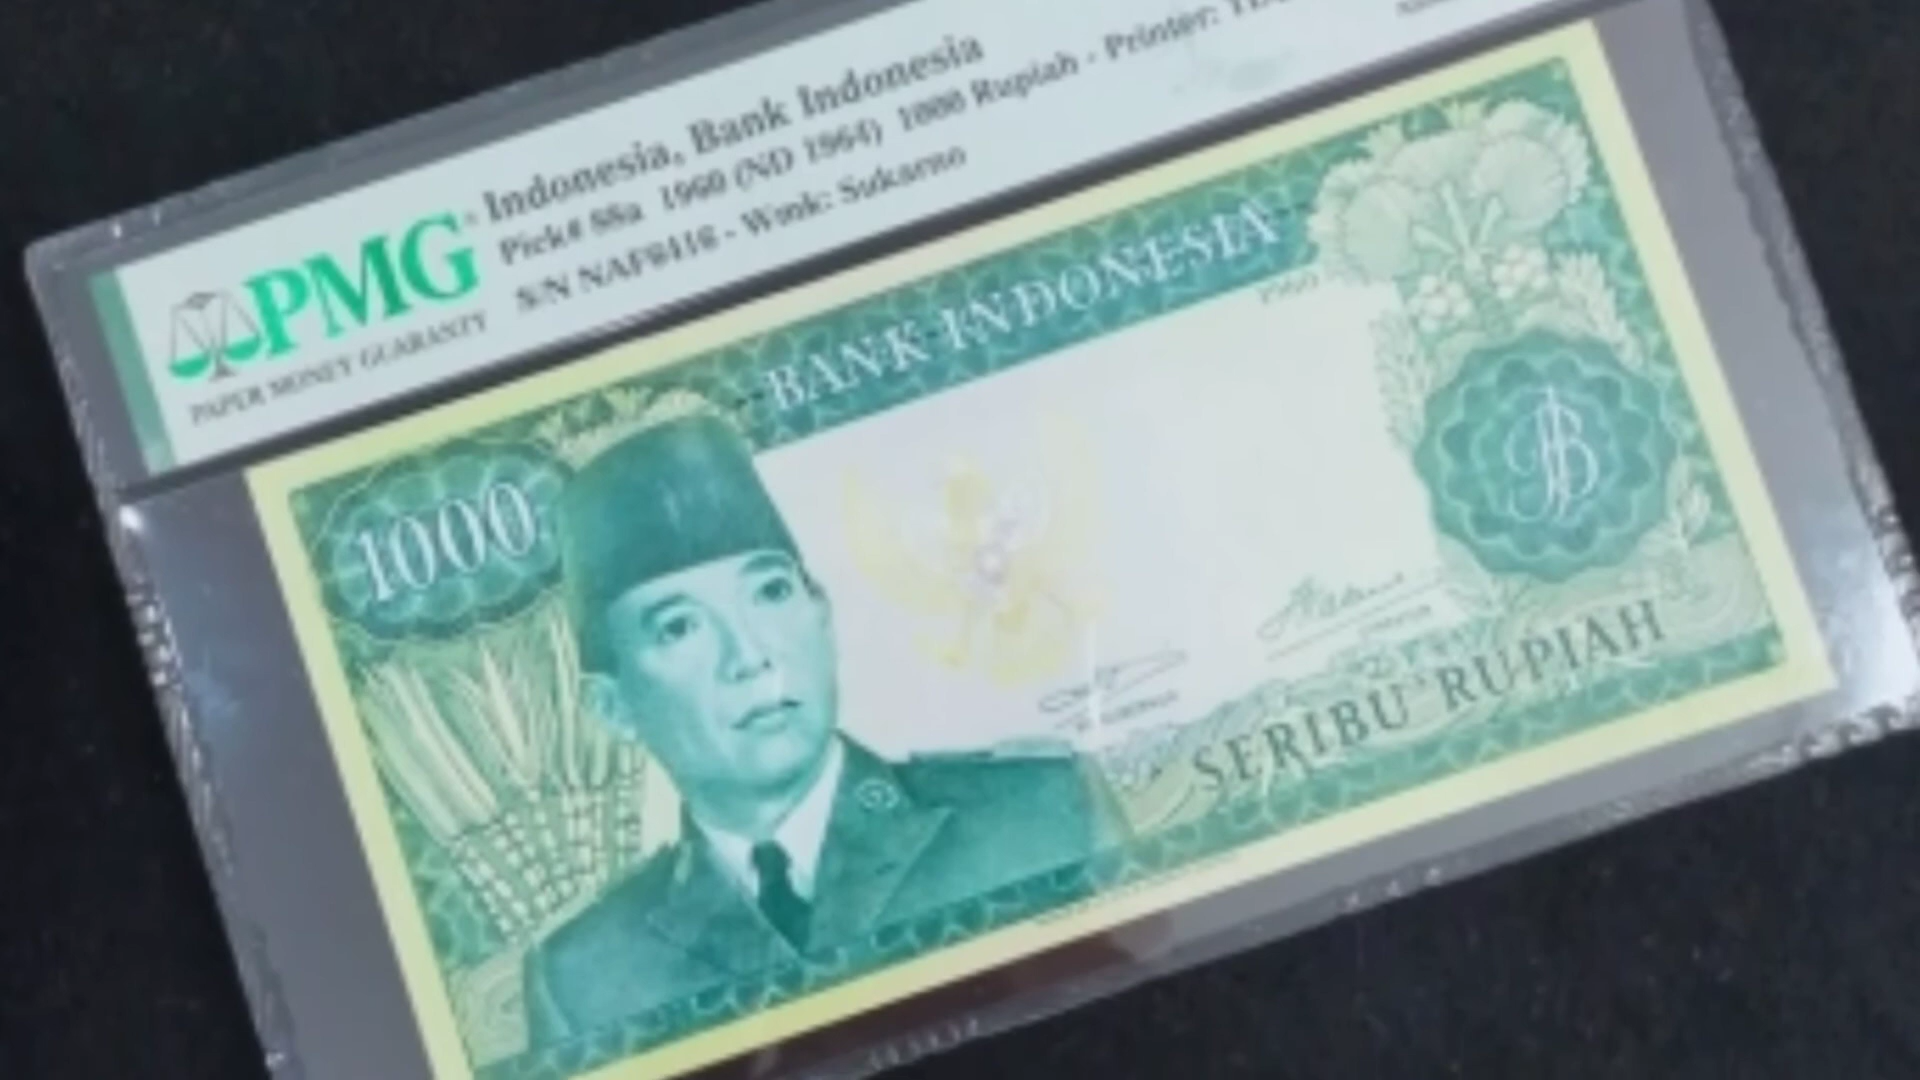 Indonesia, Bank Indonesia
Pick# 88a 1960 (ND 1964) 1000 Rupiah - Printer:
S/N - Wmk: Sukarno
PMG
PAPER MONEY GUARANTY
BANK INDONESIA
1960
1000
SERIBU RUPIAH